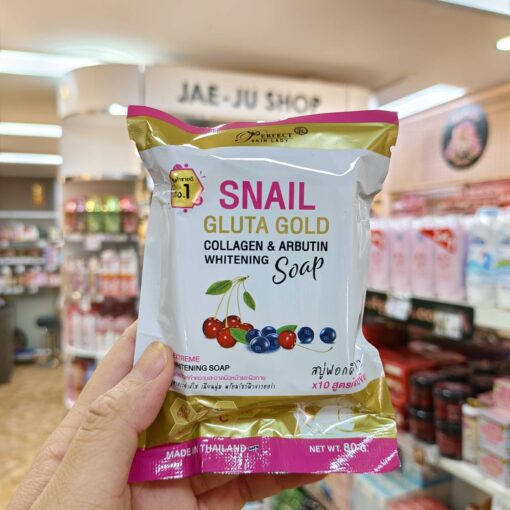 JAE-JU SHOP
PERFECT
SKIN LADY
No.1
SNAIL
GLUTA GOLD
COLLAGEN & ARBUTIN
WHITENING Soap
EXTREME
WHITENING SOAP
สบู่ฟอกผิว
x10
MADE IN THAILAND
NET WT. 80 G.